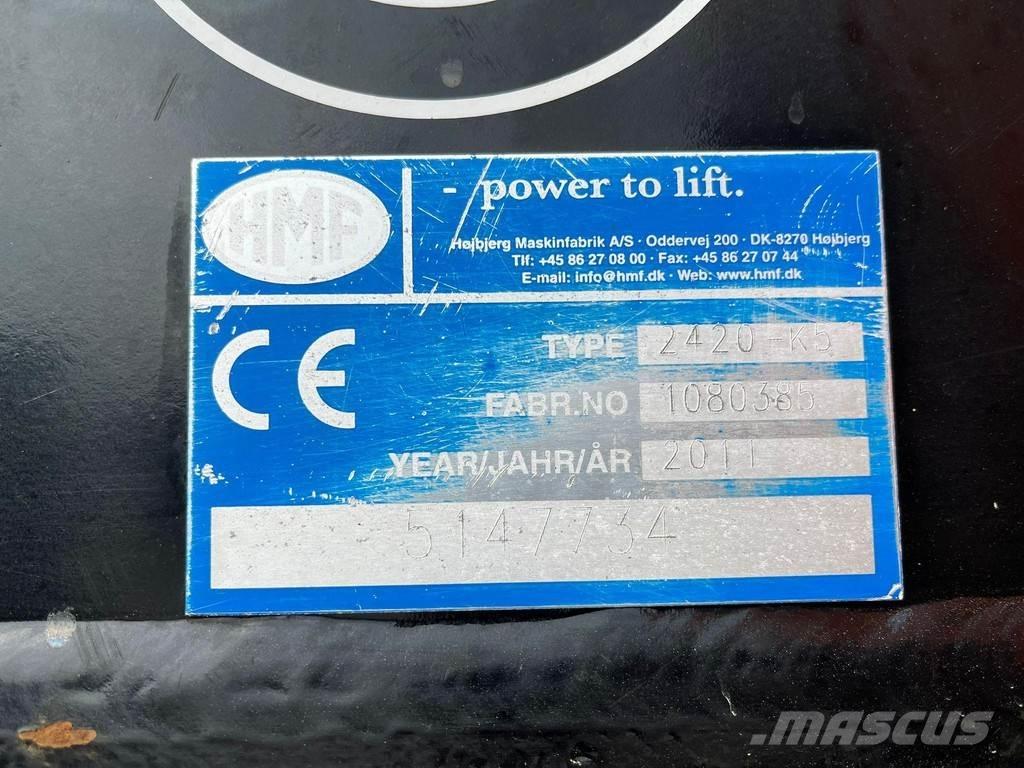 HMF
- power to lift.
Højbjerg Maskinfabrik A/S · Oddervej 200 · DK-8270 Højbjerg
Tlf: +45 86 27 08 00 · Fax: +45 86 27 07 44
E-mail: info@hmf.dk · Web: www.hmf.dk
CE
TYPE 2420-K5
FABR.NO 1080385
YEAR/JAHR/ÅR 2011
5147734
MASCUS